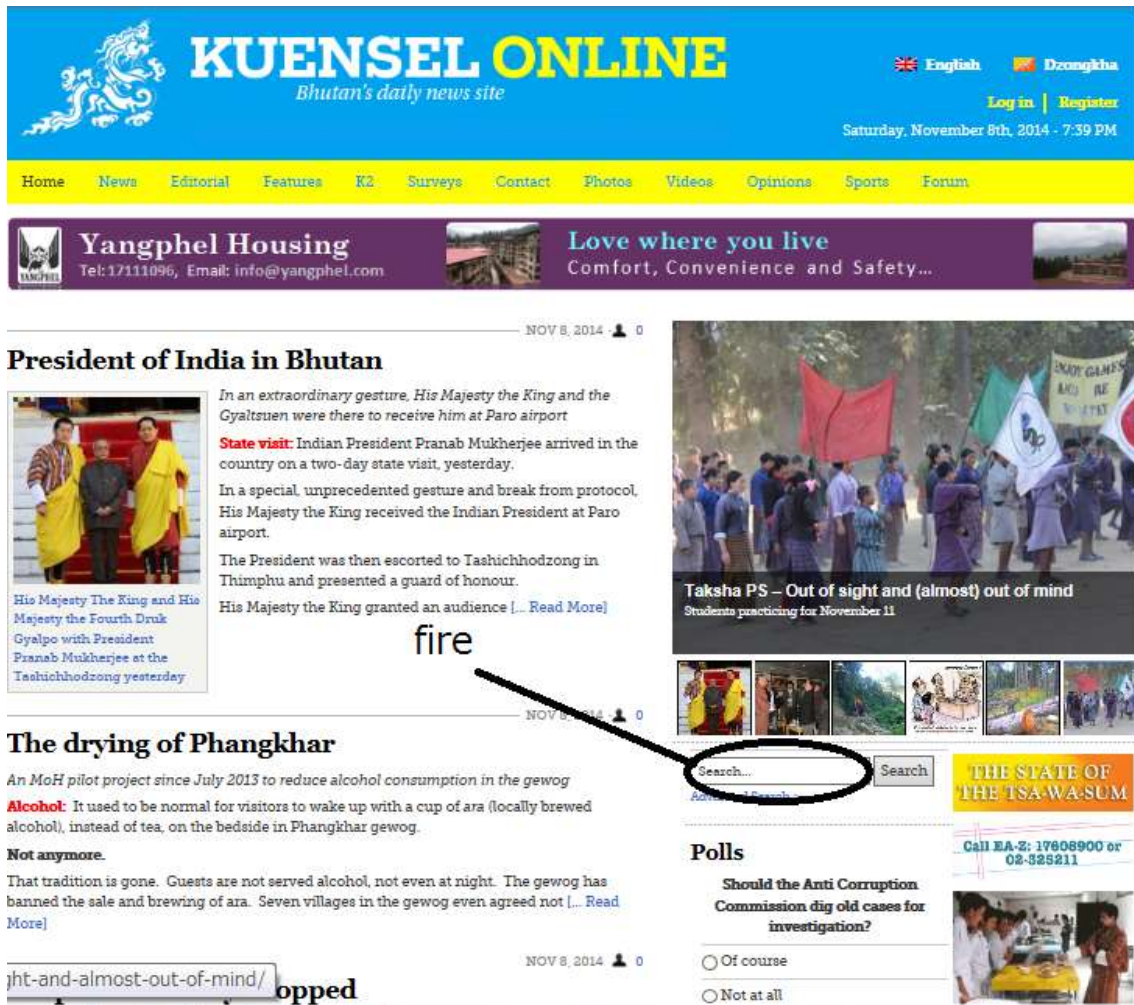 KUENSEL ONLINE
Bhutan's daily news site
English Dzongkha
Log in | Register
Saturday, November 8th, 2014 - 7:39 PM
Home News Editorial Features K2 Surveys Contact Photos Videos Opinions Sports Forum
YANGPHEL
Yangphel Housing
Tel:17111096, Email: info@yangphel.com
Love where you live
Comfort, Convenience and Safety...
NOV 8, 2014 - 0
President of India in Bhutan
In an extraordinary gesture, His Majesty the King and the
Gyaltsuen were there to receive him at Paro airport
State visit: Indian President Pranab Mukherjee arrived in the
country on a two-day state visit, yesterday.
In a special, unprecedented gesture and break from protocol,
His Majesty the King received the Indian President at Paro
airport.
The President was then escorted to Tashichhodzong in
Thimphu and presented a guard of honour.
His Majesty the King granted an audience [... Read More]
His Majesty The King and His
Majesty the Fourth Druk
Gyalpo with President
Pranab Mukherjee at the
Tashichhodzong yesterday
fire
NOV 8, 2014 0
The drying of Phangkhar
An MoH pilot project since July 2013 to reduce alcohol consumption in the gewog
Alcohol: It used to be normal for visitors to wake up with a cup of ara (locally brewed
alcohol), instead of tea, on the bedside in Phangkhar gewog.
Not anymore.
That tradition is gone. Guests are not served alcohol, not even at night. The gewog has
banned the sale and brewing of ara. Seven villages in the gewog even agreed not [... Read
More]
NOV 8, 2014 0
ght-and-almost-out-of-mind/
opped
ENJOY GAMES
AND BE
Taksha PS – Out of sight and (almost) out of mind
Students practicing for November 11
Search... Search
Advanced Search
THE STATE OF
THE TSA-WA-SUM
Call EA-Z: 17608900 or
02-325211
Polls
Should the Anti Corruption
Commission dig old cases for
investigation?
Of course
Not at all